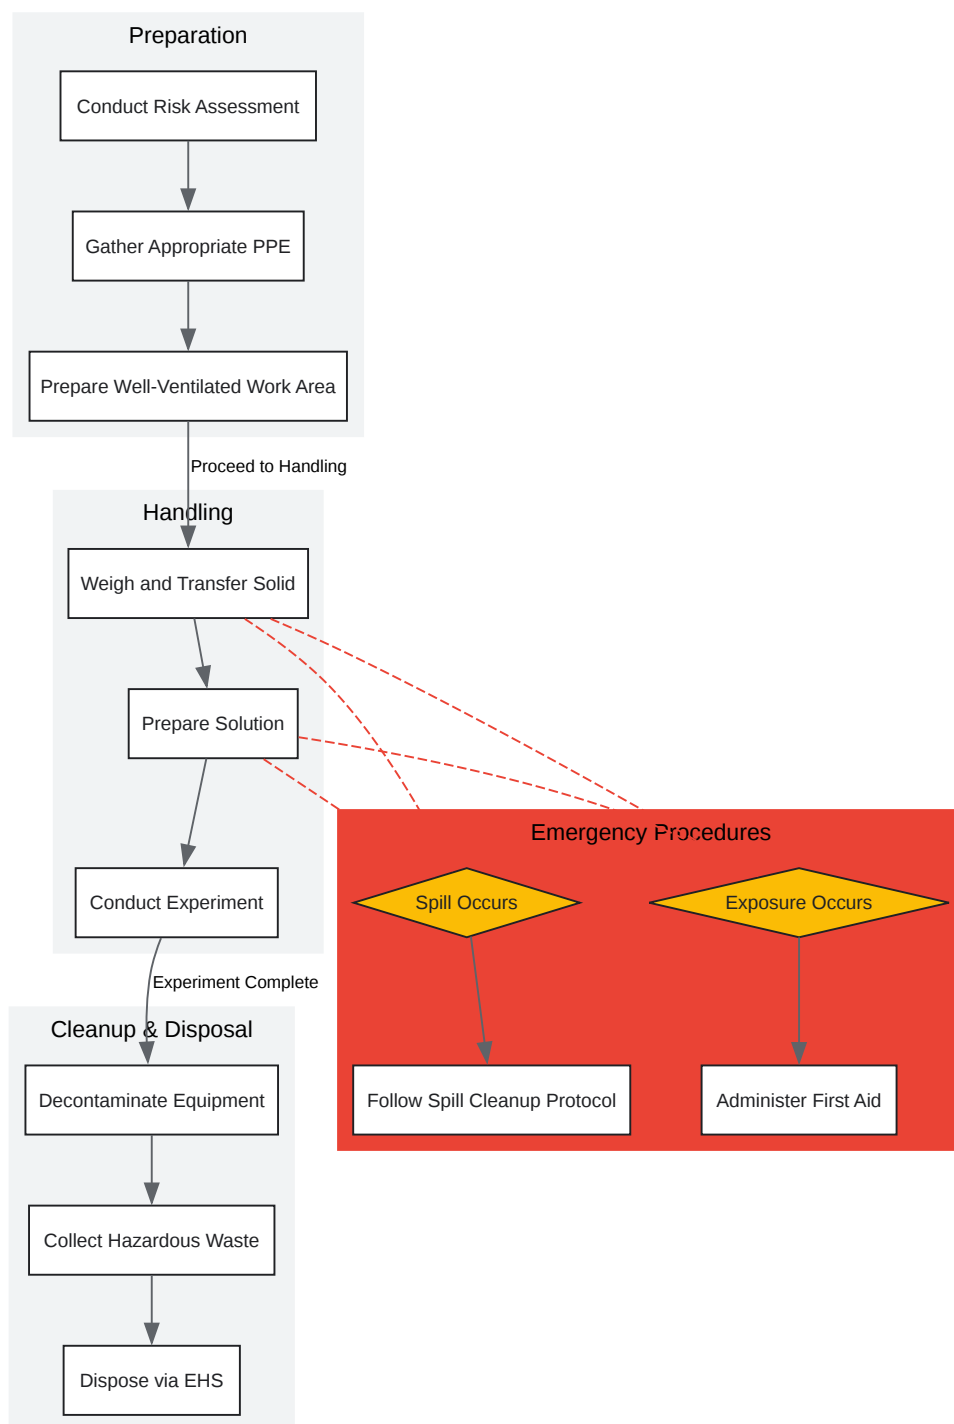 Preparation
Conduct Risk Assessment
Gather Appropriate PPE
Prepare Well-Ventilated Work Area
Proceed to Handling
Handling
Weigh and Transfer Solid
Prepare Solution
Conduct Experiment
Experiment Complete
Emergency Procedures
Spill Occurs
Exposure Occurs
Follow Spill Cleanup Protocol
Administer First Aid
Cleanup & Disposal
Decontaminate Equipment
Collect Hazardous Waste
Dispose via EHS